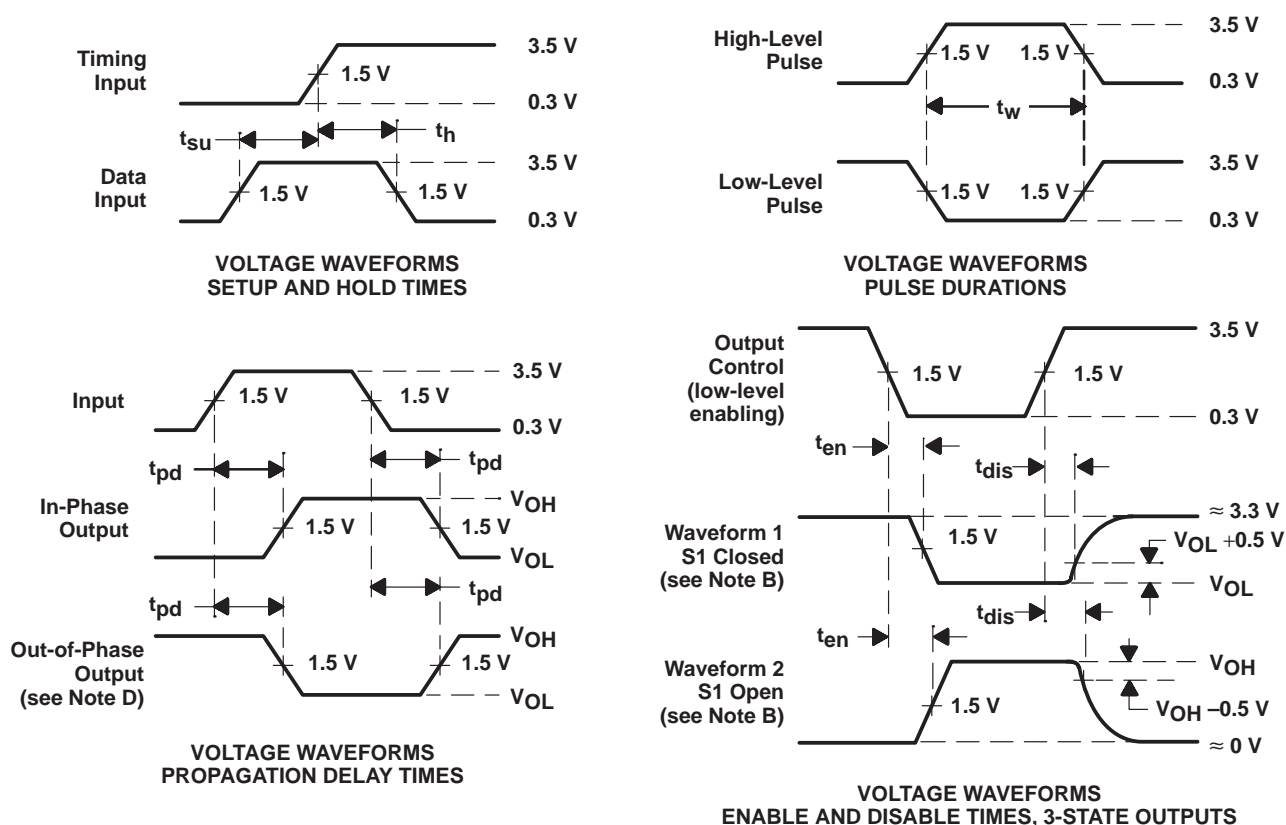 Timing
Input
1.5 V
3.5 V
0.3 V
tsu
th
Data
Input
1.5 V
1.5 V
3.5 V
0.3 V
VOLTAGE WAVEFORMS
SETUP AND HOLD TIMES
High-Level
Pulse
1.5 V
1.5 V
3.5 V
0.3 V
tw
Low-Level
Pulse
1.5 V
1.5 V
3.5 V
0.3 V
VOLTAGE WAVEFORMS
PULSE DURATIONS
Input
1.5 V
1.5 V
3.5 V
0.3 V
tpd
tpd
In-Phase
Output
1.5 V
1.5 V
VOH
VOL
tpd
tpd
Out-of-Phase
Output
(see Note D)
1.5 V
1.5 V
VOH
VOL
VOLTAGE WAVEFORMS
PROPAGATION DELAY TIMES
Output
Control
(low-level
enabling)
1.5 V
1.5 V
3.5 V
0.3 V
ten
tdis
Waveform 1
S1 Closed
(see Note B)
1.5 V
≈ 3.3 V
VOL +0.5 V
VOL
ten
tdis
Waveform 2
S1 Open
(see Note B)
1.5 V
VOH
VOH –0.5 V
≈ 0 V
VOLTAGE WAVEFORMS
ENABLE AND DISABLE TIMES, 3-STATE OUTPUTS